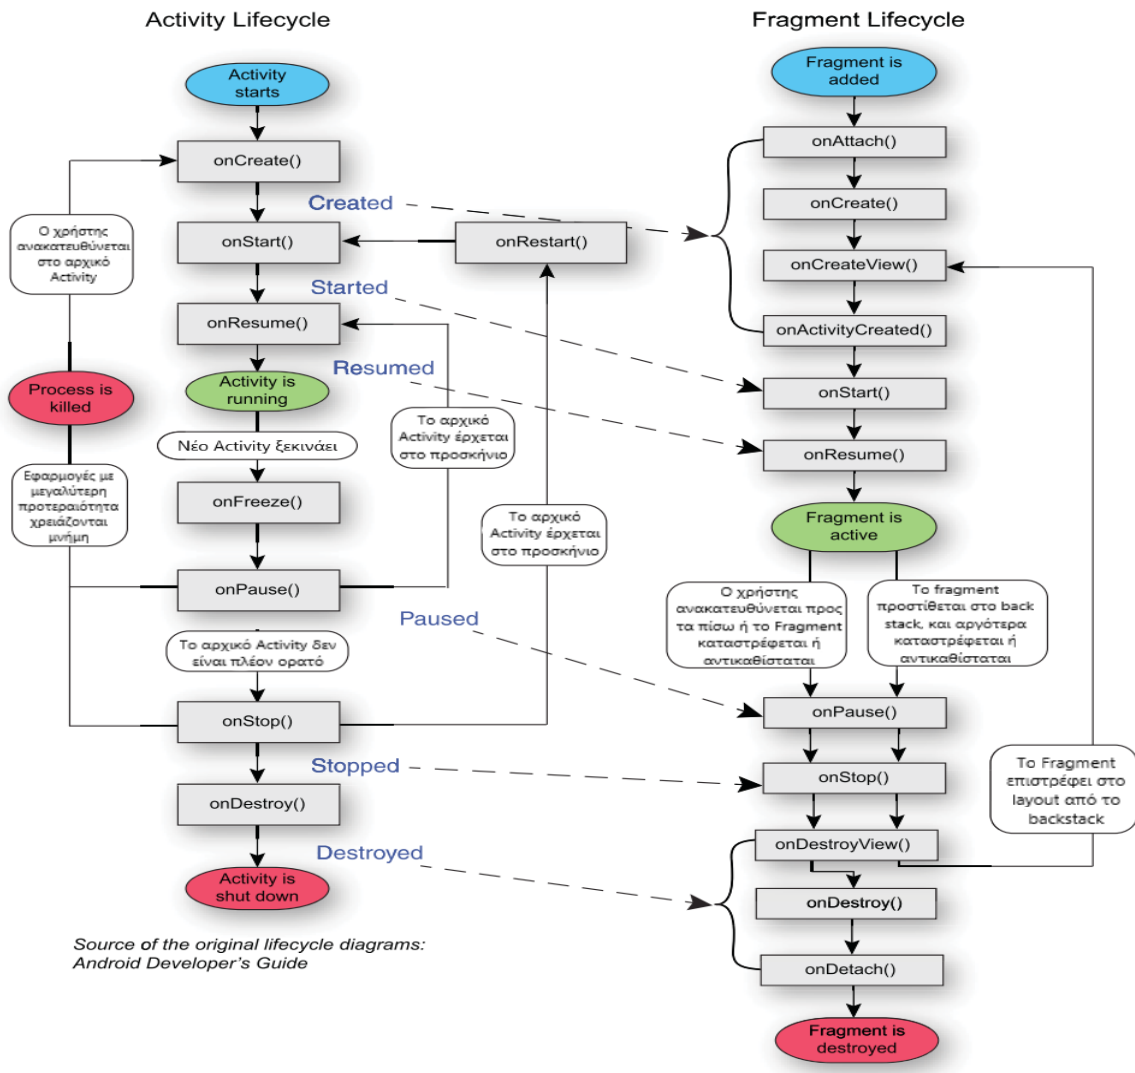 Activity Lifecycle
Activity
starts
onCreate()
Created
Ο χρήστης
ανακατευθύνεται
στο αρχικό
Activity
onStart()
onRestart()
Started
onResume()
Resumed
Process is
killed
Activity is
running
Το αρχικό
Activity έρχεται
στο προσκήνιο
Νέο Activity ξεκινάει
Εφαρμογές με
μεγαλύτερη
προτεραιότητα
χρειάζονται
μνήμη
onFreeze()
Το αρχικό
Activity έρχεται
στο προσκήνιο
onPause()
Paused
Το αρχικό Activity δεν
είναι πλέον ορατό
onStop()
Stopped
onDestroy()
Destroyed
Activity is
shut down
Source of the original lifecycle diagrams:
Android Developer's Guide
Fragment Lifecycle
Fragment is
added
onAttach()
onCreate()
onCreateView()
onActivityCreated()
onStart()
onResume()
Fragment is
active
Ο χρήστης
ανακατευθύνεται προς
τα πίσω ή το Fragment
καταστρέφεται ή
αντικαθίσταται
Το fragment
προστίθεται στο back
stack, και αργότερα
καταστρέφεται ή
αντικαθίσταται
onPause()
onStop()
Το Fragment
επιστρέφει στο
layout από το
backstack
onDestroyView()
onDestroy()
onDetach()
Fragment is
destroyed